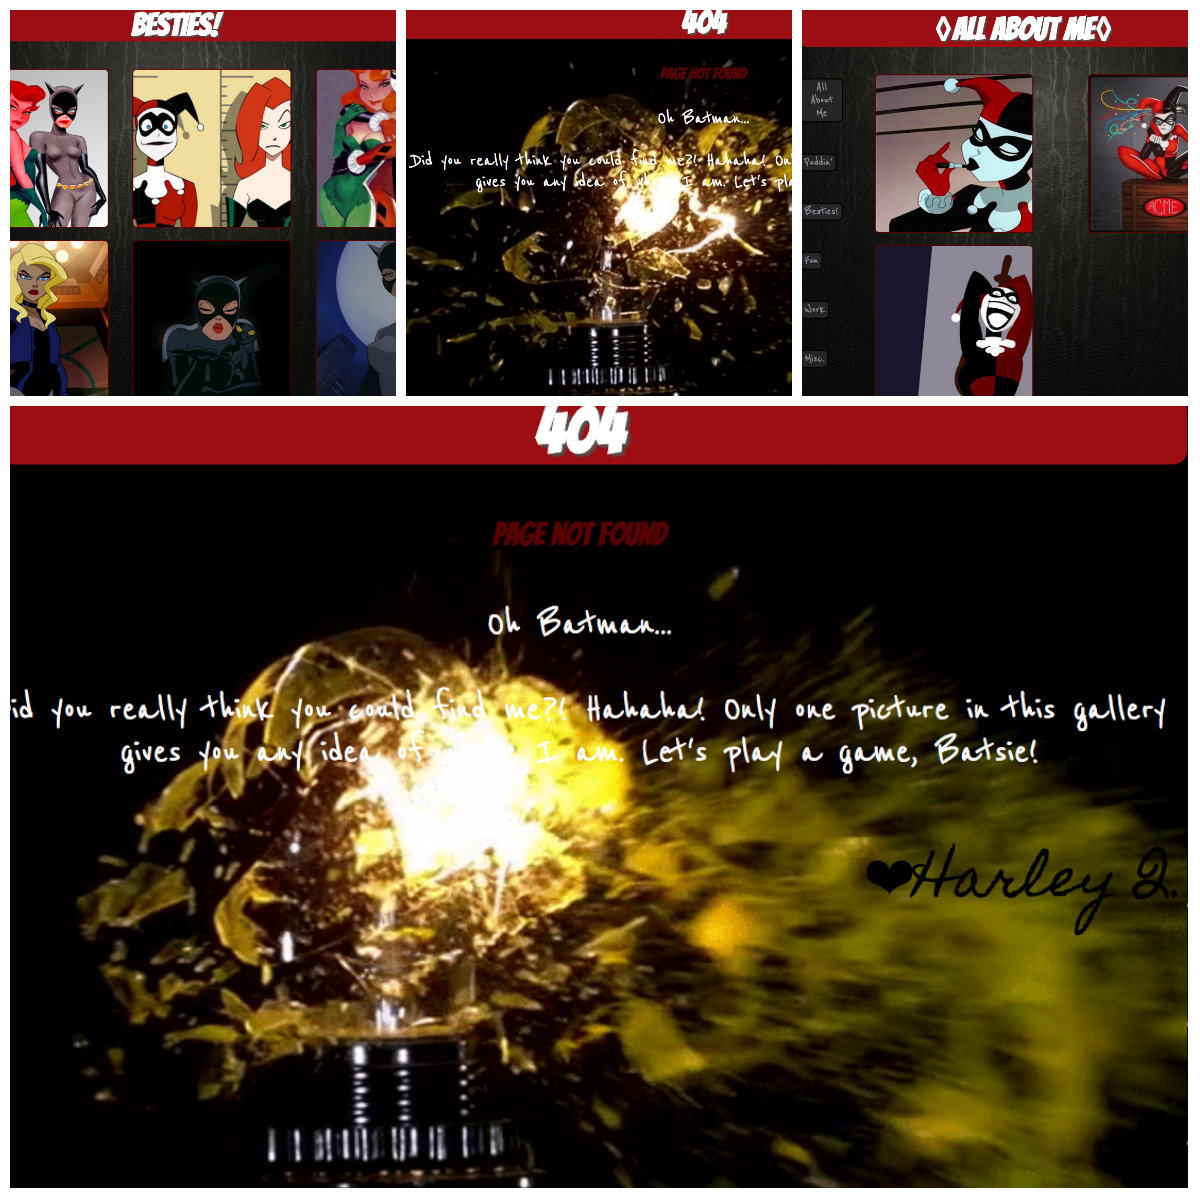 BESTIES!
404
PAGE NOT FOUND
Oh Batman...
Did you really think you could find me?! Hahaha! Onl
gives you any idea of I am. Let's pla
◊ALL ABOUT ME◊
All
About
Me
Puddin'
Besties!
Fun
Work
Misc.
ACME
404
PAGE NOT FOUND
Oh Batman...
id you really think you could find me?! Hahaha! Only one picture in this gallery
gives you any idea of I am. Let's play a game, Batsie!
❤Harley Q.